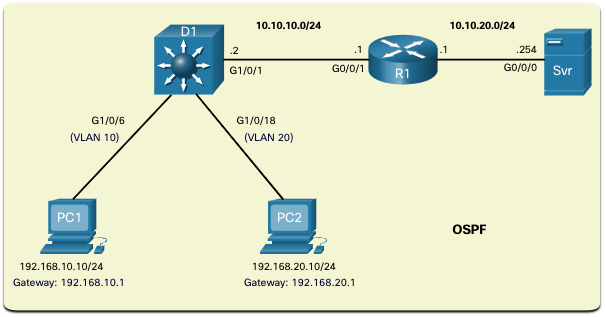 D1
10.10.10.0/24
10.10.20.0/24
.2
.1
.1
.254
G1/0/1
G0/0/1
R1
G0/0/0
Svr
G1/0/6
(VLAN 10)
G1/0/18
(VLAN 20)
PC1
PC2
OSPF
192.168.10.10/24
Gateway: 192.168.10.1
192.168.20.10/24
Gateway: 192.168.20.1